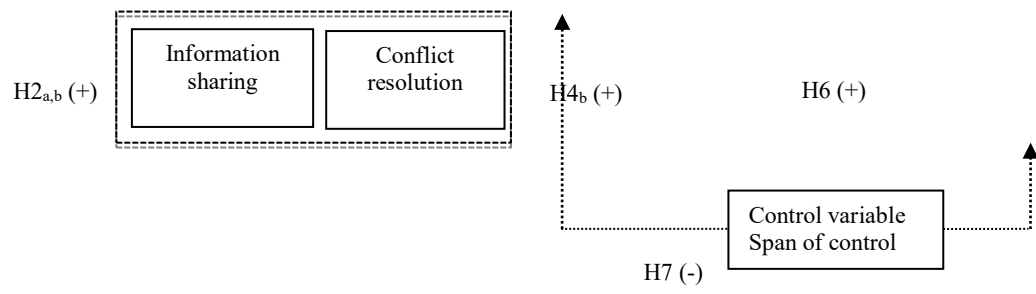 Information
sharing
Conflict
resolution
H2a,b (+)
H4b (+)
H6 (+)
Control variable
Span of control
H7 (-)